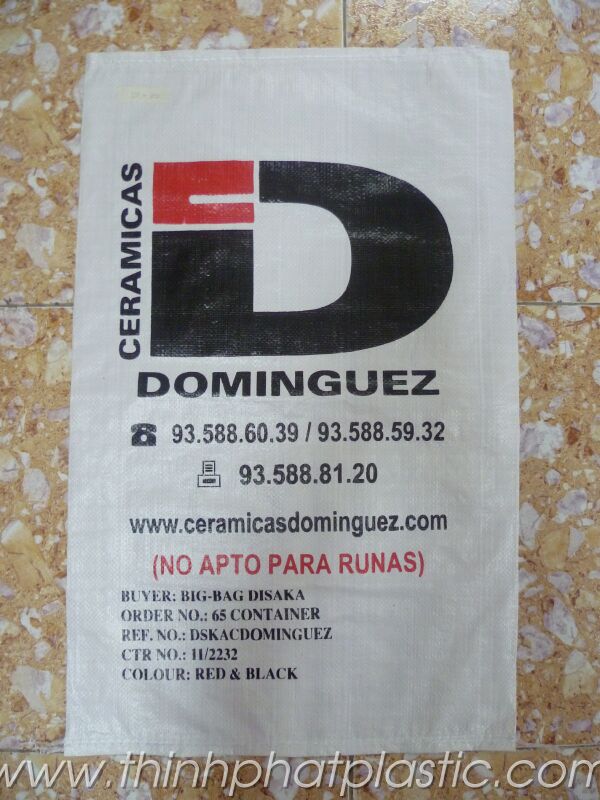 CERAMICAS
D
DOMINGUEZ
93.588.60.39 / 93.588.59.32
93.588.81.20
www.ceramicasdominguez.com
(NO APTO PARA RUNAS)
BUYER: BIG-BAG DISAKA
ORDER NO.: 65 CONTAINER
REF. NO.: DSKACDOMINGUEZ
CTR NO.: 11/2232
COLOUR: RED & BLACK
www.thinhphatplastic.com